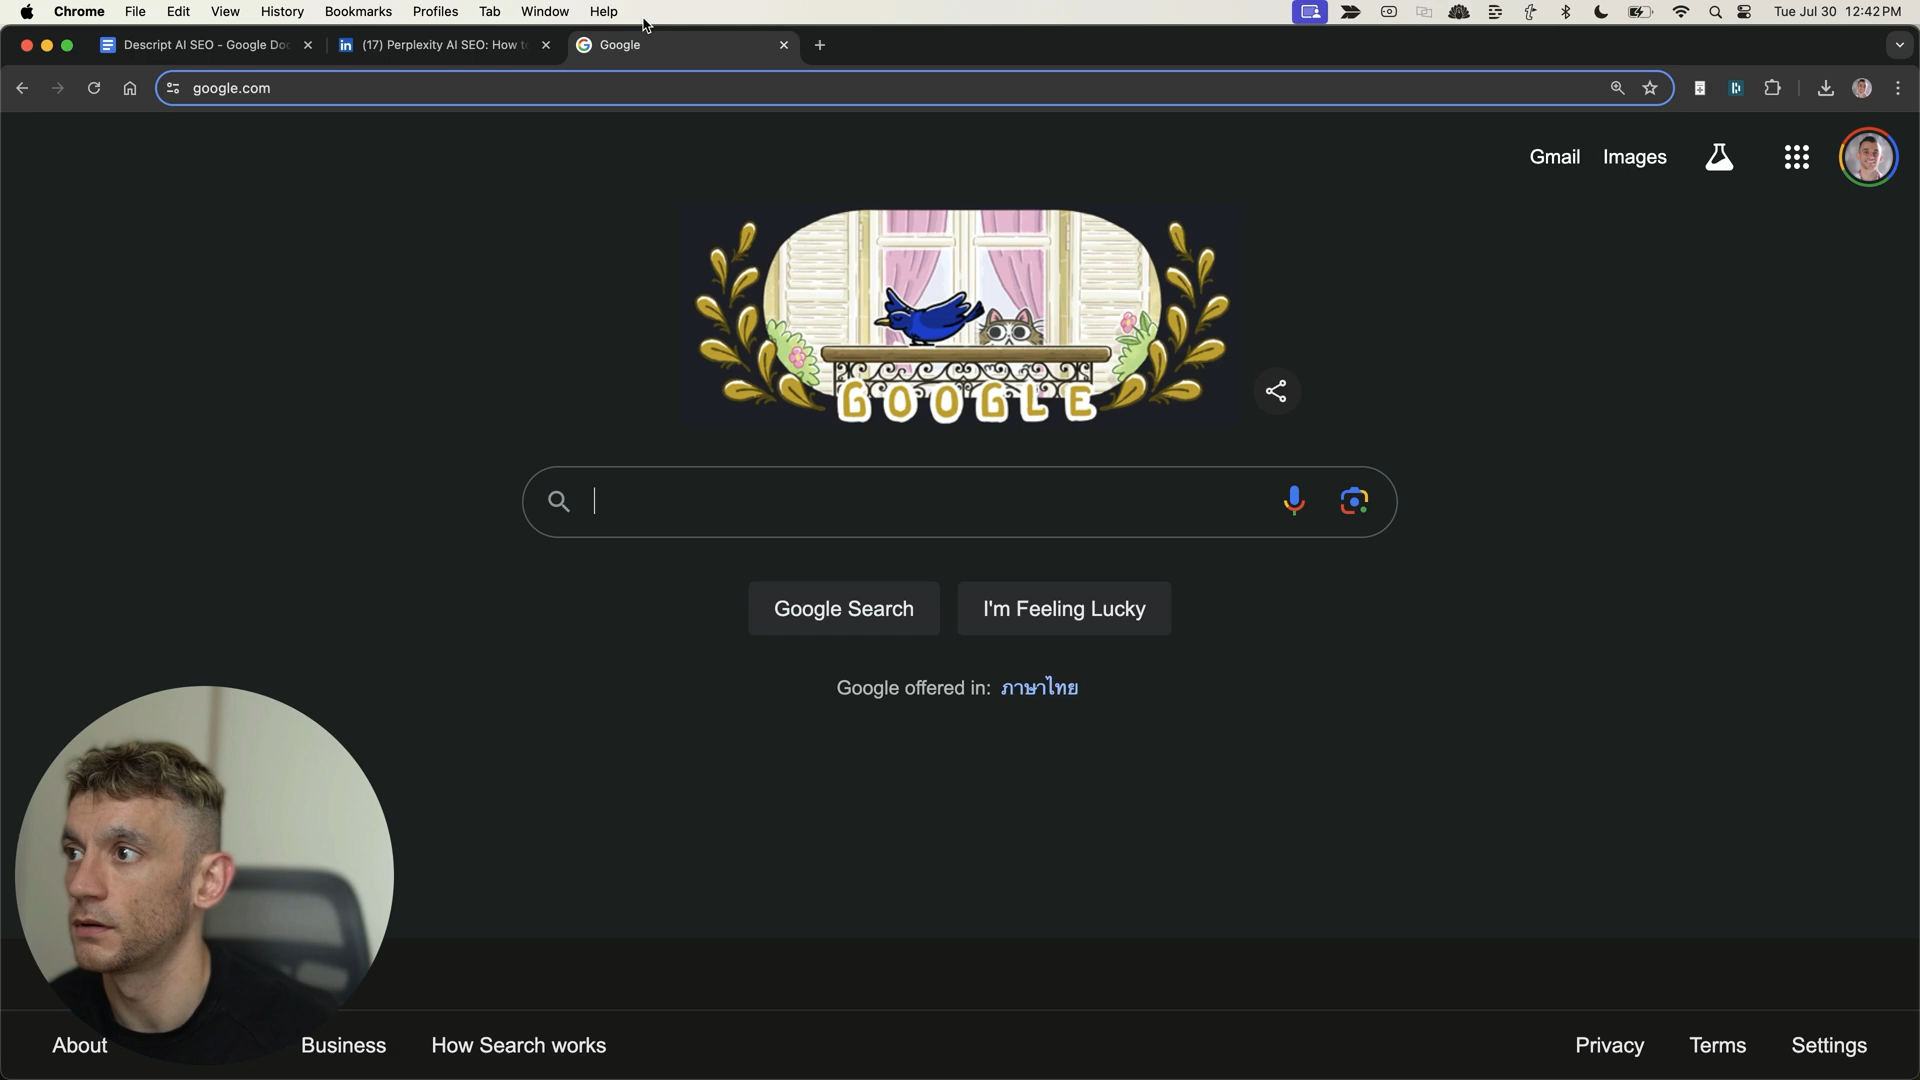 Chrome File Edit View History Bookmarks Profiles Tab Window Help Tue Jul 30 12:42 PM
Descript AI SEO - Google Doc (17) Perplexity AI SEO: How t Google
google.com
Gmail Images
GOOGLE
Google Search I'm Feeling Lucky
Google offered in: ภาษาไทย
About Business How Search works Privacy Terms Settings